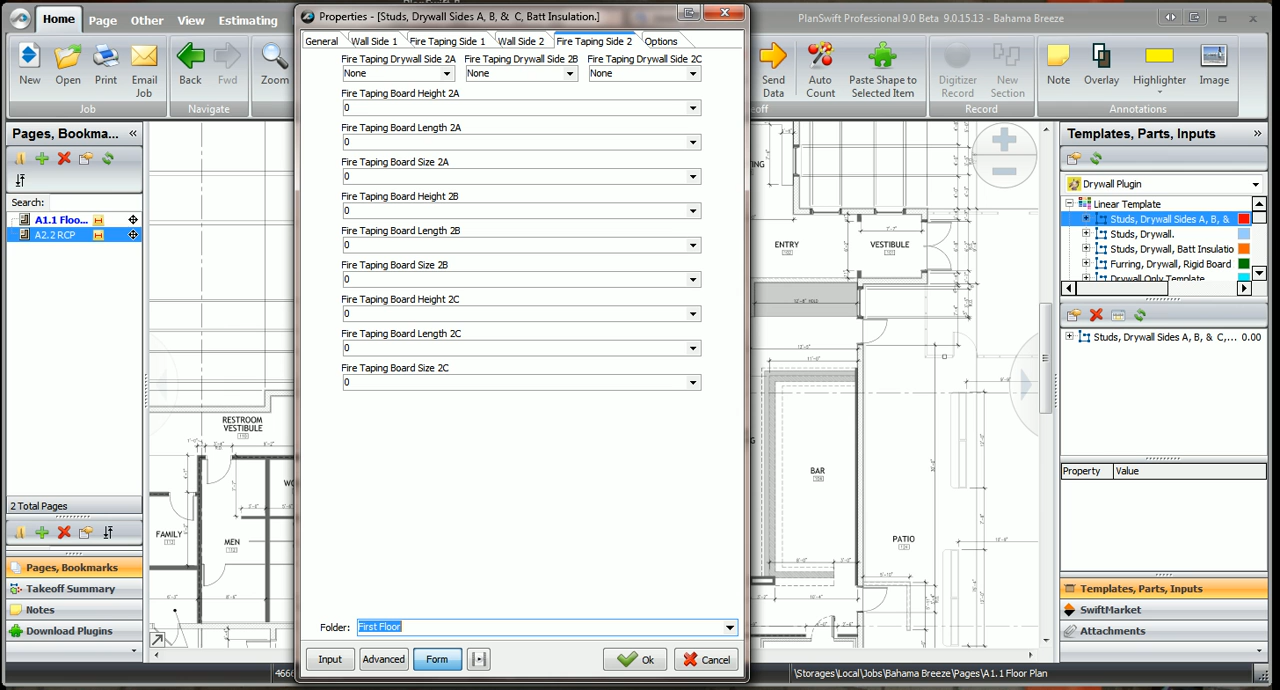 Home
Page
Other
View
Estimating
Properties - [Studs, Drywall Sides A, B, & C, Batt Insulation.]
PlanSwift Professional 9.0 Beta 9.0.15.13 - Bahama Breeze
New
Open
Print
Email Job
Back
Fwd
Zoom
Job
Navigate
Send Data
Auto Count
Paste Shape to Selected Item
Digitizer Record
New Section
Note
Overlay
Highlighter
Image
Record
Annotations
Pages, Bookma...
Search:
A1.1 Floo...
A2.2 RCP
2 Total Pages
Pages, Bookmarks
Takeoff Summary
Notes
Download Plugins
RESTROOM
VESTIBULE
FAMILY
MEN
General
Wall Side 1
Fire Taping Side 1
Wall Side 2
Fire Taping Side 2
Options
Fire Taping Drywall Side 2A
Fire Taping Drywall Side 2B
Fire Taping Drywall Side 2C
None
None
None
Fire Taping Board Height 2A
0
Fire Taping Board Length 2A
0
Fire Taping Board Size 2A
0
Fire Taping Board Height 2B
0
Fire Taping Board Length 2B
0
Fire Taping Board Size 2B
0
Fire Taping Board Height 2C
0
Fire Taping Board Length 2C
0
Fire Taping Board Size 2C
0
Folder:
First Floor
Input
Advanced
Form
Ok
Cancel
ENTRY
VESTIBULE
BAR
PATIO
Templates, Parts, Inputs
Drywall Plugin
Linear Template
Studs, Drywall Sides A, B, &
Studs, Drywall.
Studs, Drywall, Batt Insulatio
Furring, Drywall, Rigid Board
Drywall Only Template
Studs, Drywall Sides A, B, & C,... 0.00
Property
Value
Templates, Parts, Inputs
SwiftMarket
Attachments
\Storages\Local\Jobs\Bahama Breeze\Pages\A1.1 Floor Plan